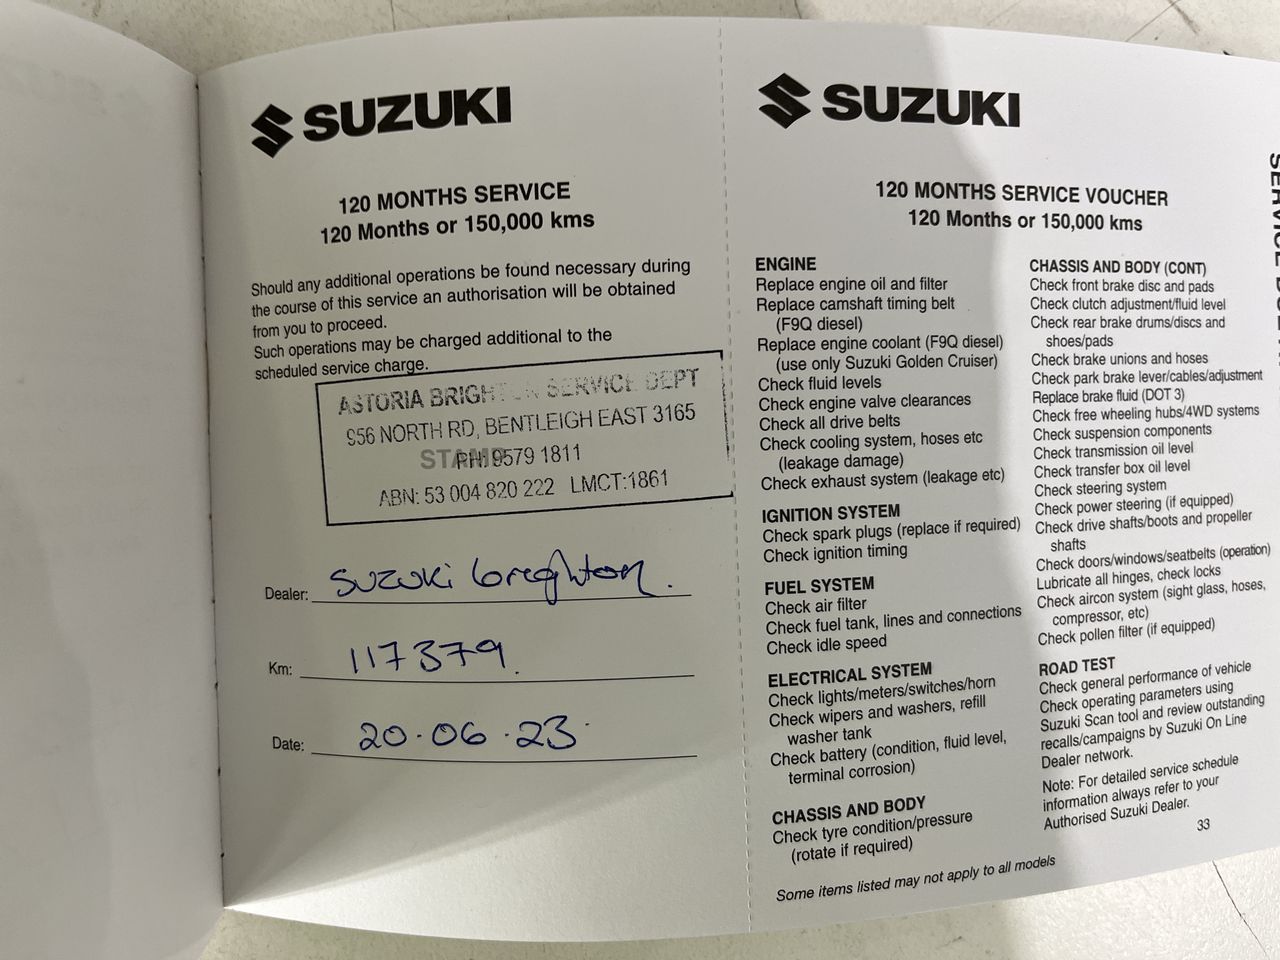 SUZUKI
120 MONTHS SERVICE
120 Months or 150,000 kms
Should any additional operations be found necessary during
the course of this service an authorisation will be obtained
from you to proceed.
Such operations may be charged additional to the
scheduled service charge.
ASTORIA BRIGHTON SERVICE DEPT
956 NORTH RD, BENTLEIGH EAST 3165
STAMP
PH: 9579 1811
ABN: 53 004 820 222 LMCT:1861
Dealer: Suzuki brighton.
Km: 117379.
Date: 20.06.23
SUZUKI
120 MONTHS SERVICE VOUCHER
120 Months or 150,000 kms
ENGINE
Replace engine oil and filter
Replace camshaft timing belt
(F9Q diesel)
Replace engine coolant (F9Q diesel)
(use only Suzuki Golden Cruiser)
Check fluid levels
Check engine valve clearances
Check all drive belts
Check cooling system, hoses etc
(leakage damage)
Check exhaust system (leakage etc)
IGNITION SYSTEM
Check spark plugs (replace if required)
Check ignition timing
FUEL SYSTEM
Check air filter
Check fuel tank, lines and connections
Check idle speed
ELECTRICAL SYSTEM
Check lights/meters/switches/horn
Check wipers and washers, refill
washer tank
Check battery (condition, fluid level,
terminal corrosion)
CHASSIS AND BODY
Check tyre condition/pressure
(rotate if required)
Some items listed may not apply to all models
CHASSIS AND BODY (CONT)
Check front brake disc and pads
Check clutch adjustment/fluid level
Check rear brake drums/discs and
shoes/pads
Check brake unions and hoses
Check park brake lever/cables/adjustment
Replace brake fluid (DOT 3)
Check free wheeling hubs/4WD systems
Check suspension components
Check transmission oil level
Check transfer box oil level
Check steering system
Check power steering (if equipped)
Check drive shafts/boots and propeller
shafts
Check doors/windows/seatbelts (operation)
Lubricate all hinges, check locks
Check aircon system (sight glass, hoses,
compressor, etc)
Check pollen filter (if equipped)
ROAD TEST
Check general performance of vehicle
Check operating parameters using
Suzuki Scan tool and review outstanding
recalls/campaigns by Suzuki On Line
Dealer network.
Note: For detailed service schedule
information always refer to your
Authorised Suzuki Dealer.
33
SERVICE